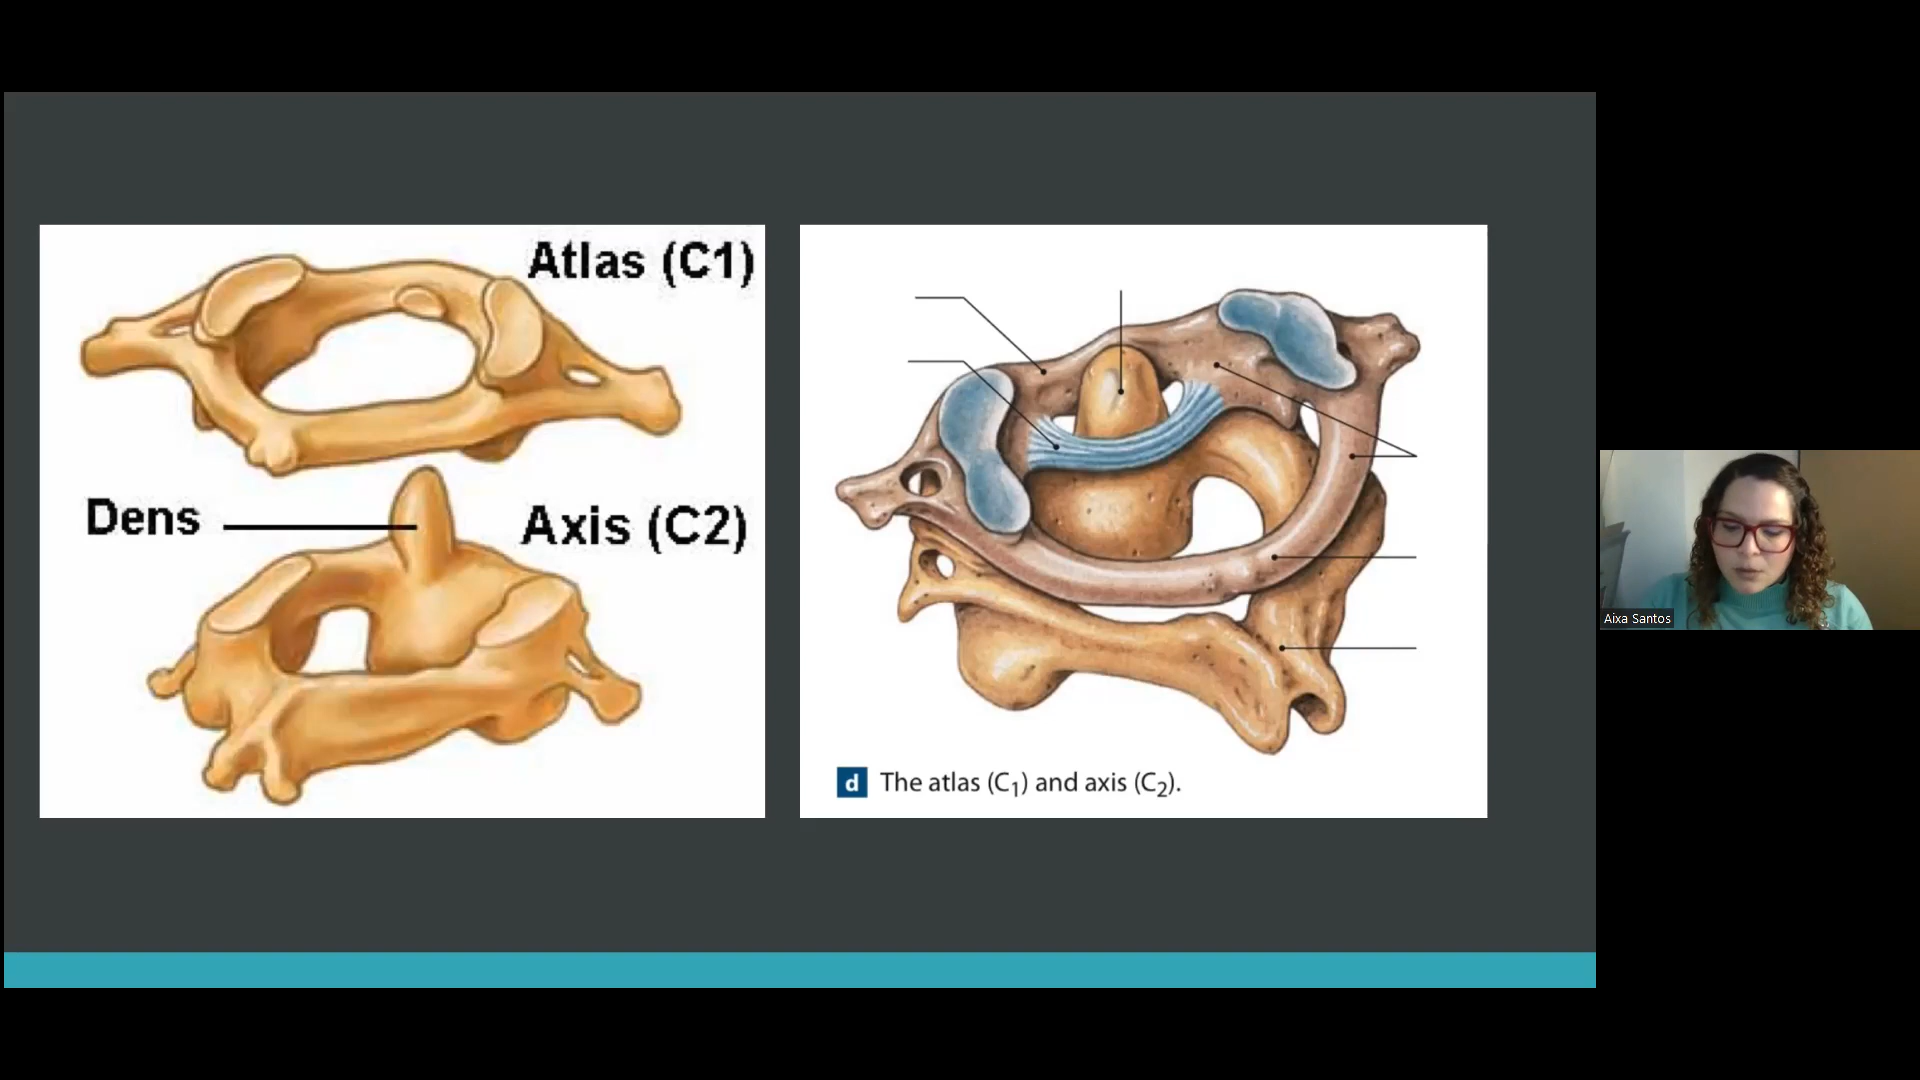 Atlas (C1)
Dens
Axis (C2)
d The atlas (C₁) and axis (C₂).
Aixa Santos